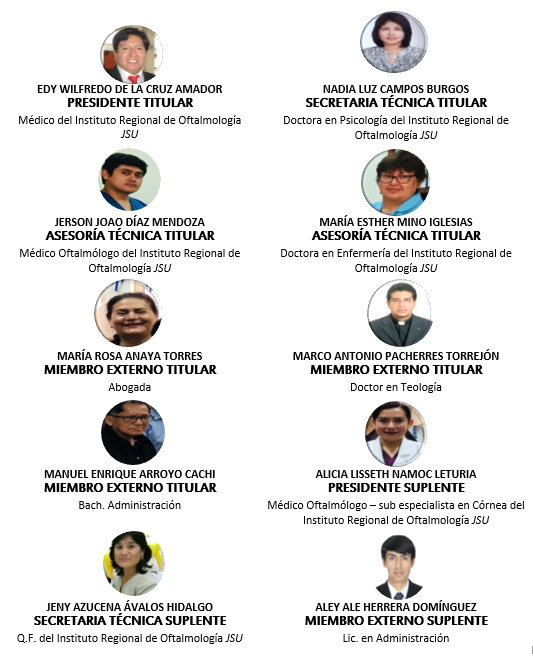 EDY WILFREDO DE LA CRUZ AMADOR
PRESIDENTE TITULAR
Médico del Instituto Regional de Oftalmología
JSU
NADIA LUZ CAMPOS BURGOS
SECRETARIA TÉCNICA TITULAR
Doctora en Psicología del Instituto Regional de
Oftalmología JSU
JERSON JOAO DÍAZ MENDOZA
ASESORÍA TÉCNICA TITULAR
Médico Oftalmólogo del Instituto Regional de
Oftalmología JSU
MARÍA ESTHER MINO IGLESIAS
ASESORÍA TÉCNICA TITULAR
Doctora en Enfermería del Instituto Regional de
Oftalmología JSU
MARÍA ROSA ANAYA TORRES
MIEMBRO EXTERNO TITULAR
Abogada
MARCO ANTONIO PACHERRES TORREJÓN
MIEMBRO EXTERNO TITULAR
Doctor en Teología
MANUEL ENRIQUE ARROYO CACHI
MIEMBRO EXTERNO TITULAR
Bach. Administración
ALICIA LISSETH NAMOC LETURIA
PRESIDENTE SUPLENTE
Médico Oftalmólogo – sub especialista en Córnea del
Instituto Regional de Oftalmología JSU
JENY AZUCENA ÁVALOS HIDALGO
SECRETARIA TÉCNICA SUPLENTE
Q.F. del Instituto Regional de Oftalmología JSU
ALEY ALE HERRERA DOMÍNGUEZ
MIEMBRO EXTERNO SUPLENTE
Lic. en Administración